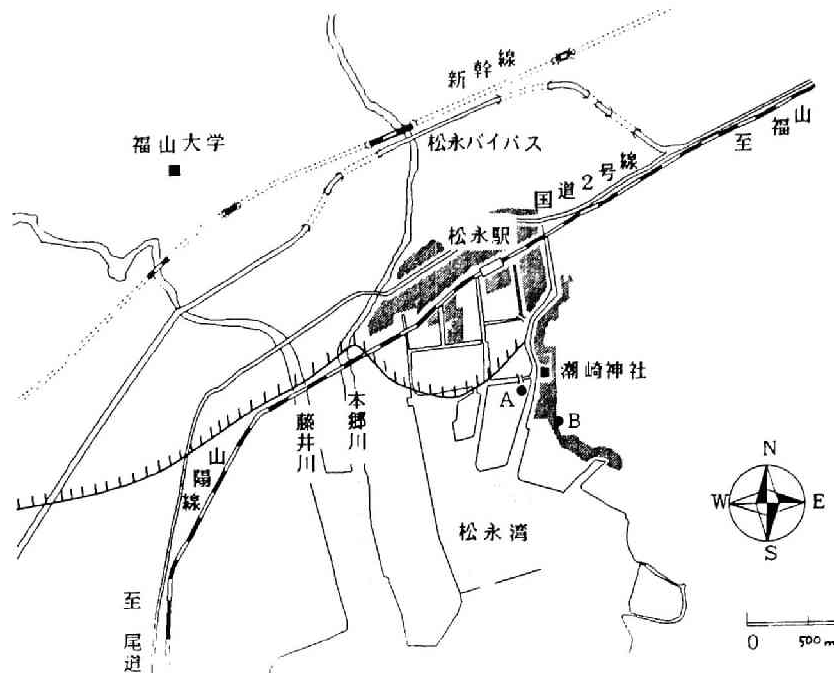 新幹線
福山大学
松永バイパス
至福山
国道2号線
松永駅
潮崎神社
A
B
本郷川
藤井川
山陽線
松永湾
N
W E
S
至尾道
0 500m